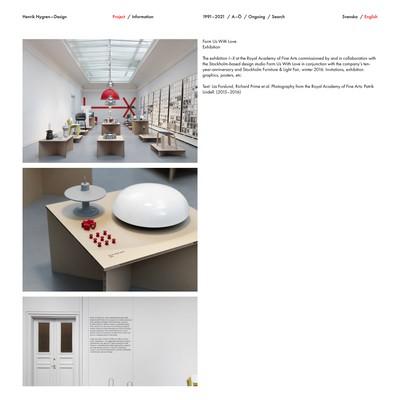 Henrik Nygren—Design
Project / Information
1991–2021 / A–Ö / Ongoing / Search
Svenska / English
Form Us With Love
Exhibition
The exhibition I–X at the Royal Academy of Fine Arts commissioned by and in collaboration with
the Stockholm-based design studio Form Us With Love in conjunction with the company's ten-
year-anniversary and Stockholm Furniture & Light Fair, winter 2016. Invitations, exhibition
graphics, posters, etc.
Text: Lia Forslund, Richard Prime et al. Photography from the Royal Academy of Fine Arts: Patrik
Lindell. (2015–2016)